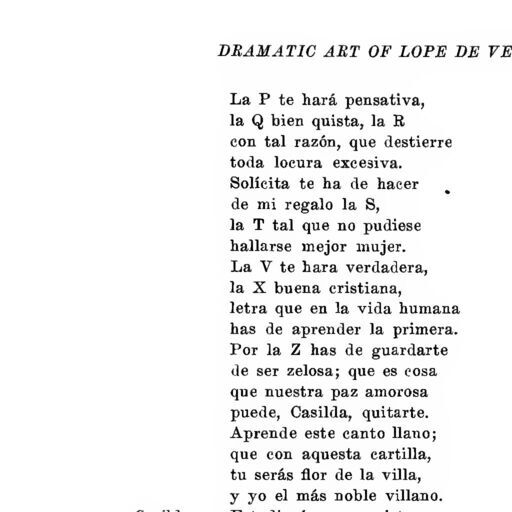 DRAMATIC ART OF LOPE DE VE
La P te hará pensativa,
la Q bien quista, la R
con tal razón, que destierre
toda locura excesiva.
Solícita te ha de hacer
de mi regalo la S,
la T tal que no pudiese
hallarse mejor mujer.
La V te hara verdadera,
la X buena cristiana,
letra que en la vida humana
has de aprender la primera.
Por la Z has de guardarte
de ser zelosa; que es cosa
que nuestra paz amorosa
puede, Casilda, quitarte.
Aprende este canto llano;
que con aquesta cartilla,
tu serás flor de la villa,
y yo el más noble villano.